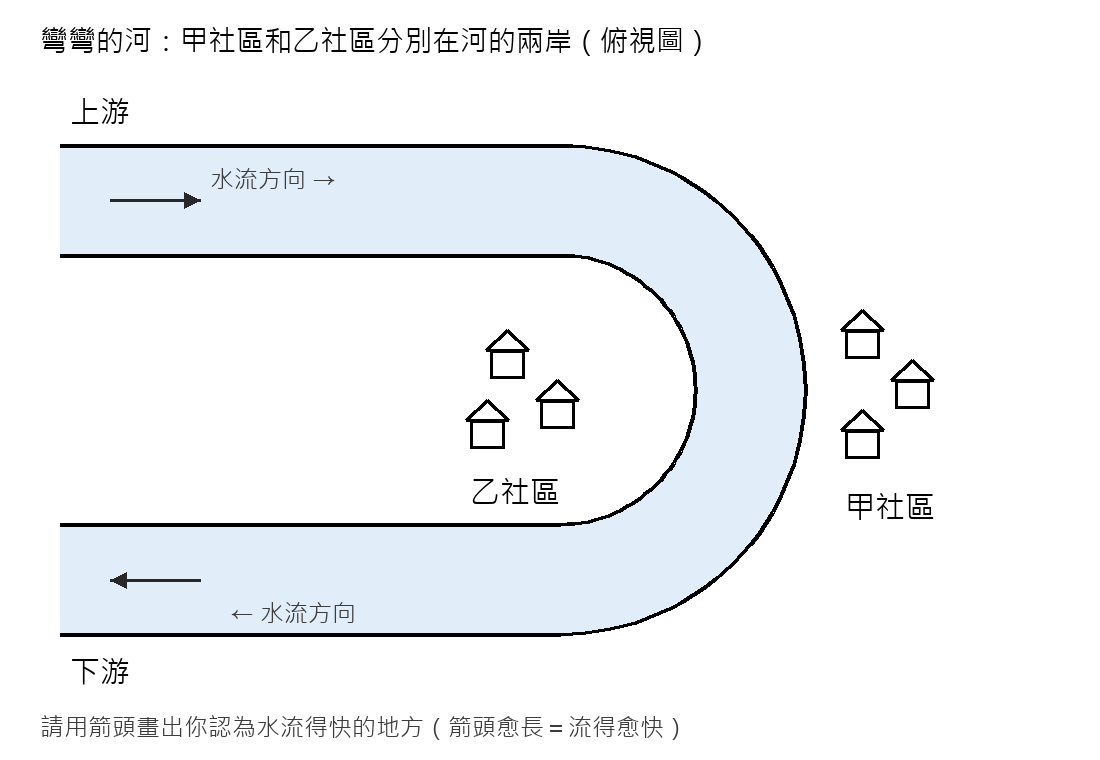 彎彎的河：甲社區和乙社區分別在河的兩岸（俯視圖）
上游
水流方向 →
乙社區
甲社區
← 水流方向
下游
請用箭頭畫出你認為水流得快的地方（箭頭愈長＝流得愈快）